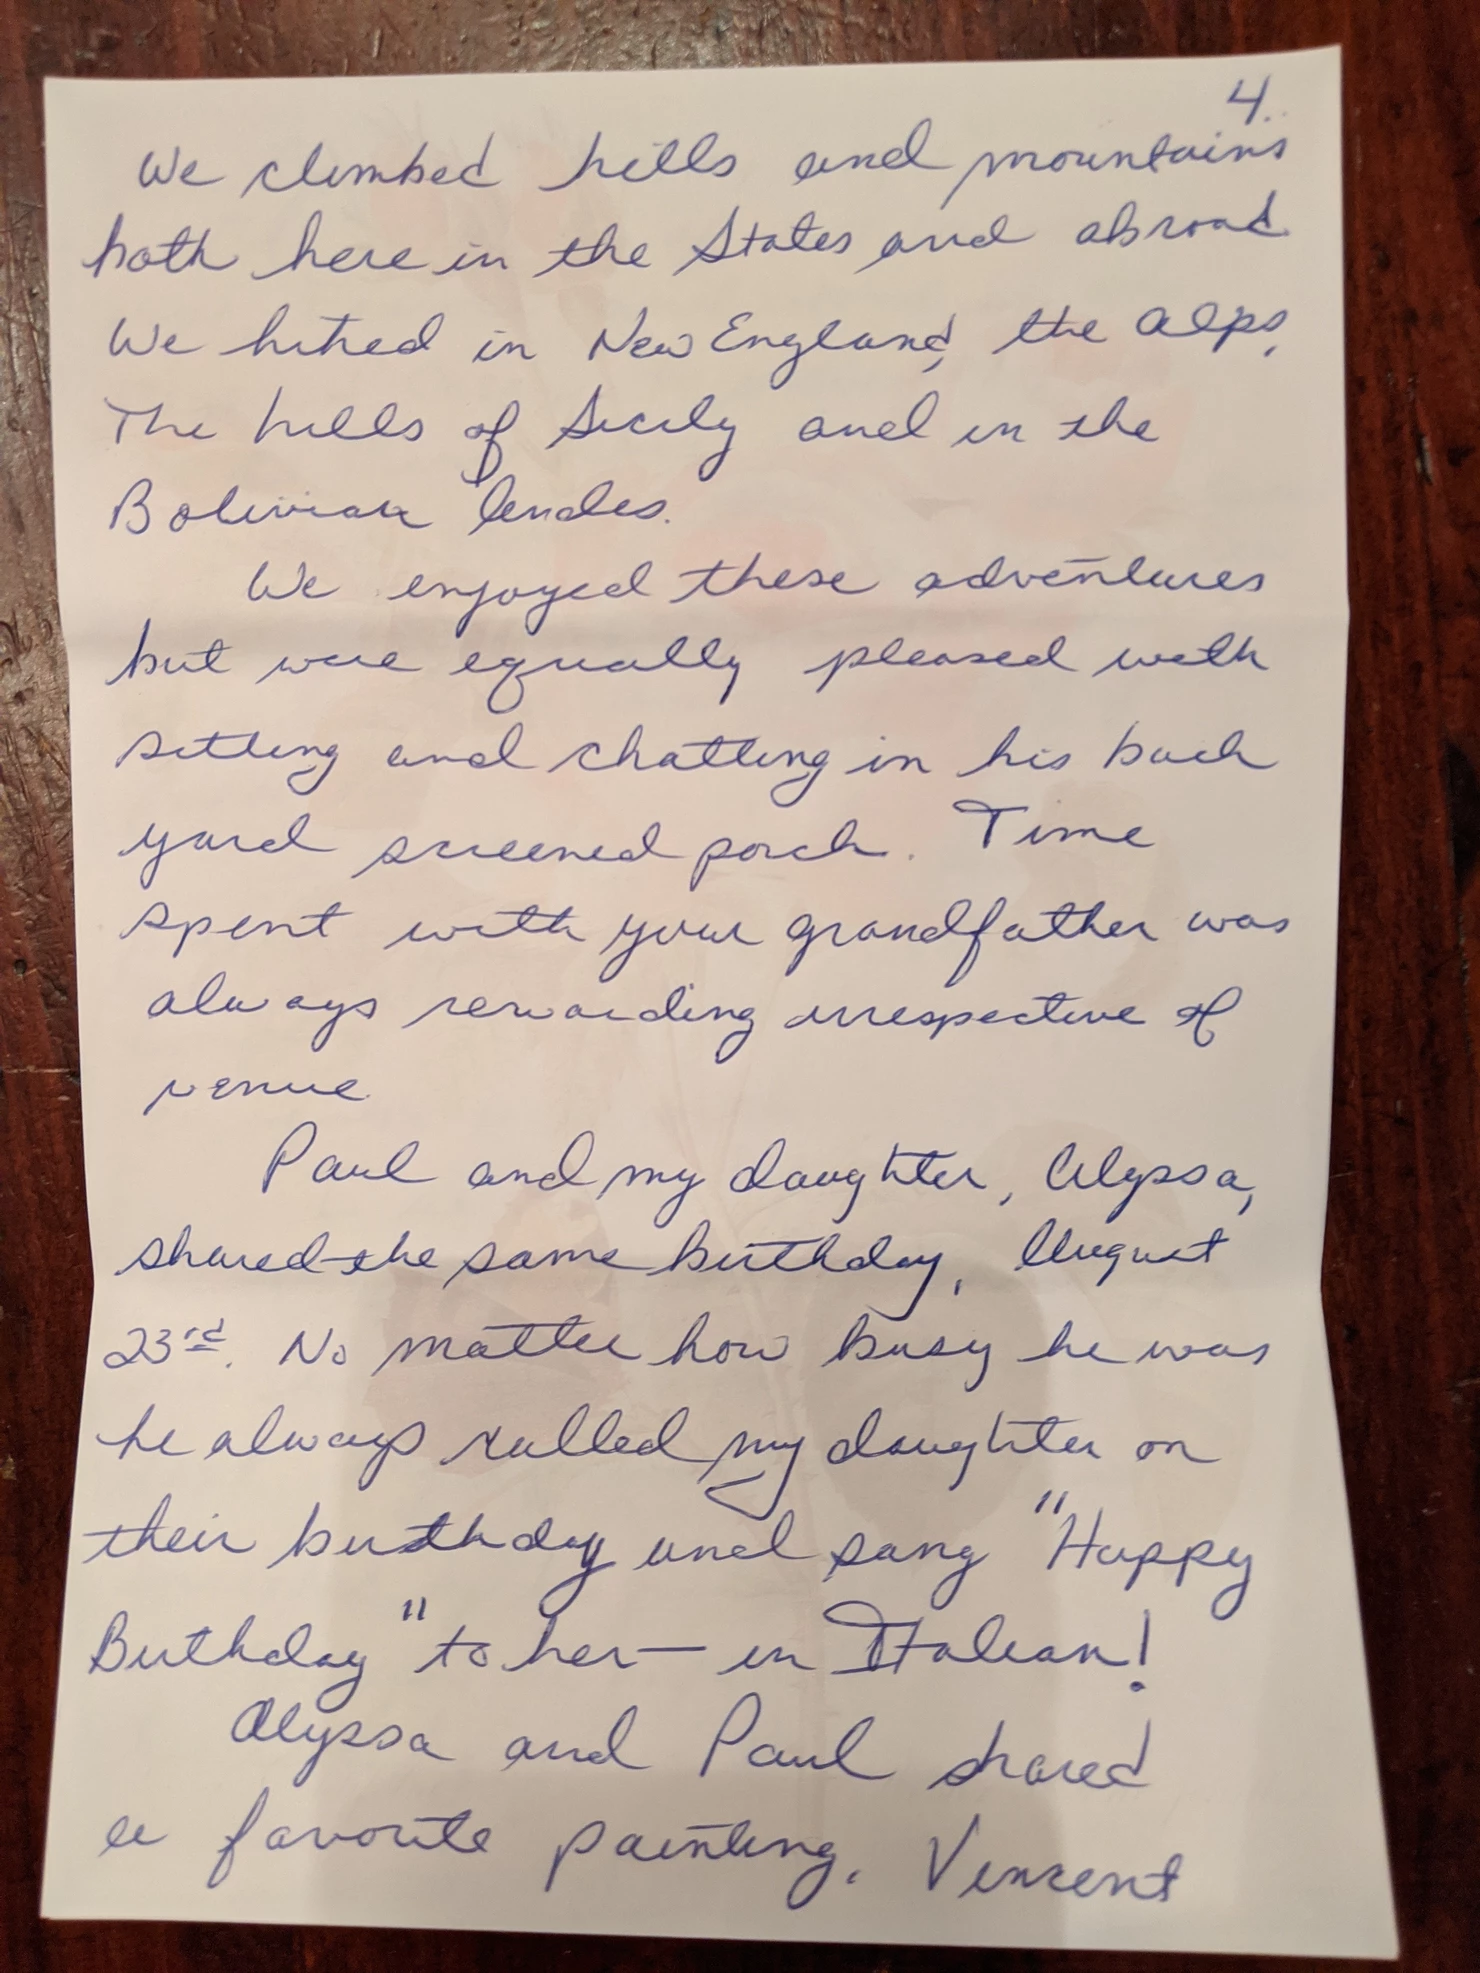 4.
We climbed hills and mountains
both here in the States and abroad
We hiked in New England, the Alps,
The hills of Sicily and in the
Bolivian Andes.
We enjoyed these adventures
but were equally pleased with
sitting and chatting in his back
yard screened porch. Time
spent with your grandfather was
always rewarding irrespective of
venue.
Paul and my daughter, Alyssa,
shared the same birthday, August
23rd. No matter how busy he was
he always called my daughter on
their birthday and sang "Happy
Birthday" to her — in Italian!
Alyssa and Paul shared
a favorite painting. Vincent